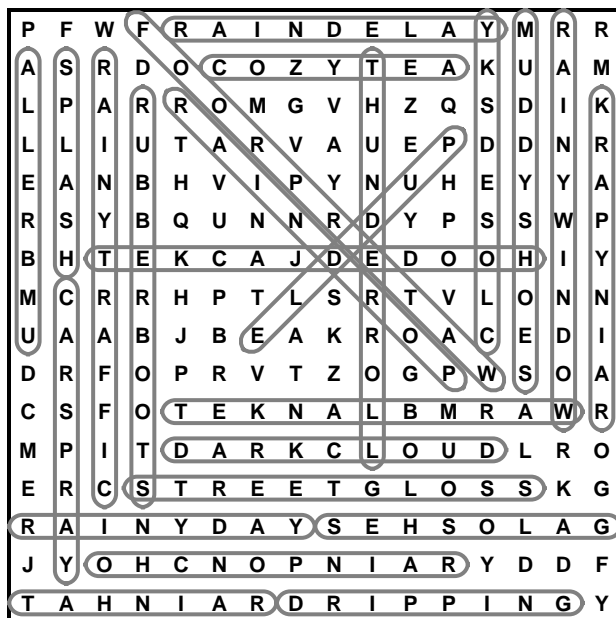 P F W F R A I N D E L A Y M R R
A S R D O C O Z Y T E A K U A M
L P A R R O M G V H Z Q S D I K
L L I U T A R V A U E P D D N R
E A N B H V I P Y N U H E Y Y A
R S Y B Q U N N R D Y P S S W P
B H T E K C A J D E D O O H I Y
M C R R H P T L S R T V L O N N
U A A B J B E A K R O A C E D I
D R F O P R V T Z O G P W S O A
C S F O T E K N A L B M R A W R
M P I T D A R K C L O U D L R O
E R C S T R E E T G L O S S K G
R A I N Y D A Y S E H S O L A G
J Y O H C N O P N I A R Y D D F
T A H N I A R D R I P P I N G Y